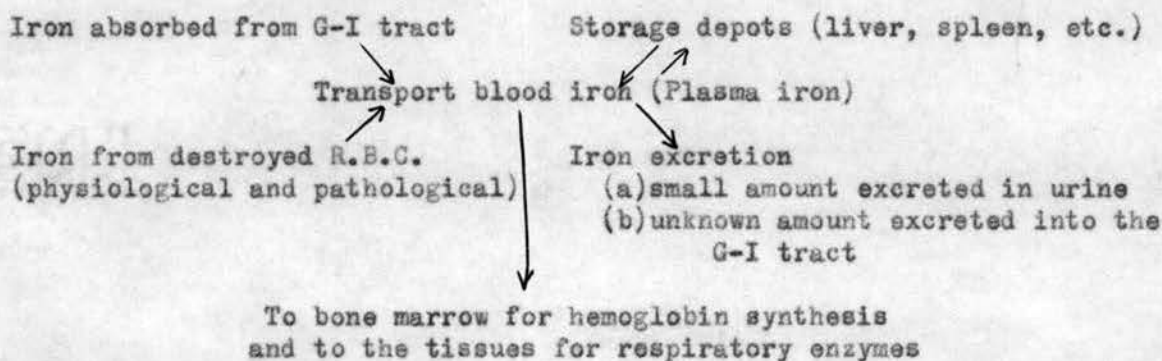 Iron absorbed from G-I tract
Storage depots (liver, spleen, etc.)
Transport blood iron (Plasma iron)
Iron from destroyed R.B.C.
(physiological and pathological)
Iron excretion
(a)small amount excreted in urine
(b)unknown amount excreted into the
G-I tract
To bone marrow for hemoglobin synthesis
and to the tissues for respiratory enzymes